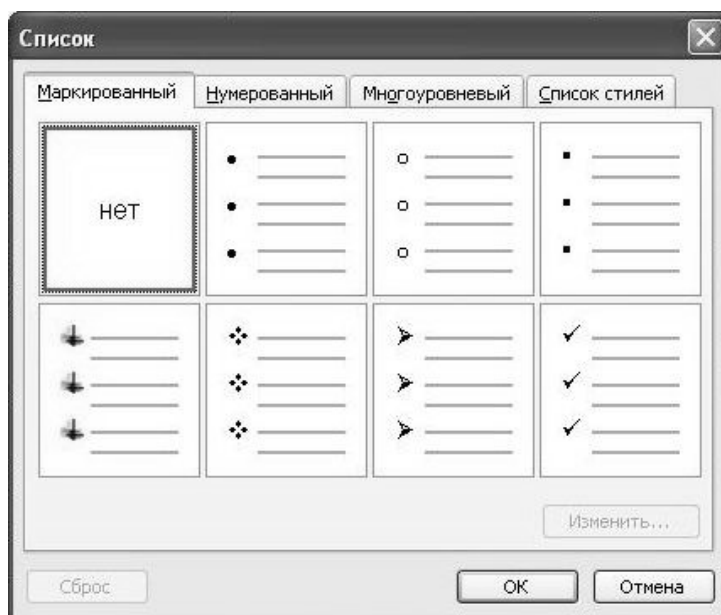 Список
Маркированный Нумерованный Многоуровневый Список стилей
нет
Изменить...
Сброс ОК Отмена